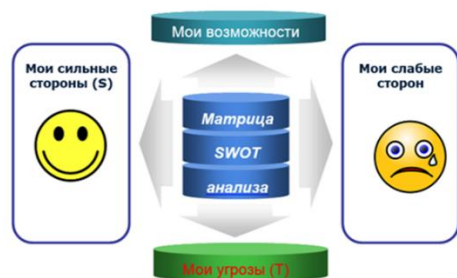 Мои возможности
Мои сильные
стороны (S)
Матрица
SWOT
анализа
Мои слабые
сторон
Мои угрозы (Т)